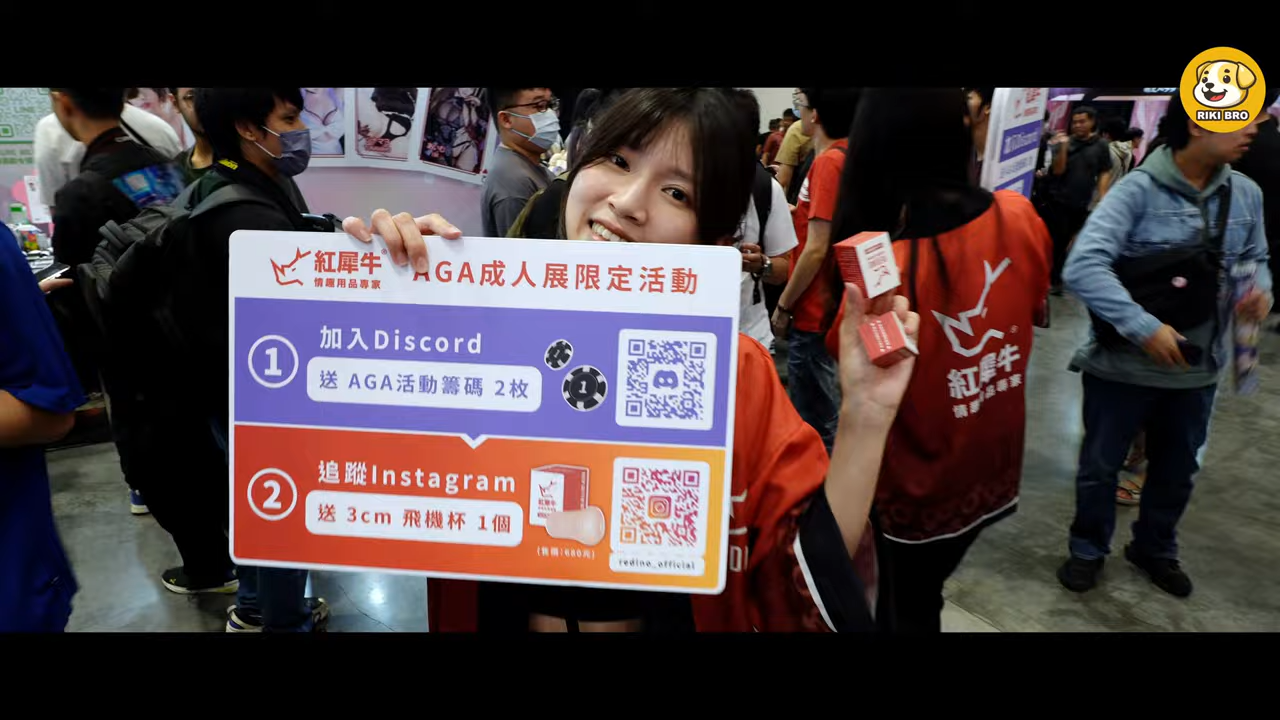 RIKI BRO
紅犀牛®
情趣用品專家
AGA成人展限定活動
1
加入Discord
送 AGA活動籌碼 2枚
1
2
追蹤Instagram
送 3cm 飛機杯 1個
紅犀牛
(售價:680元)
redino_official
紅犀牛
情趣用品專家